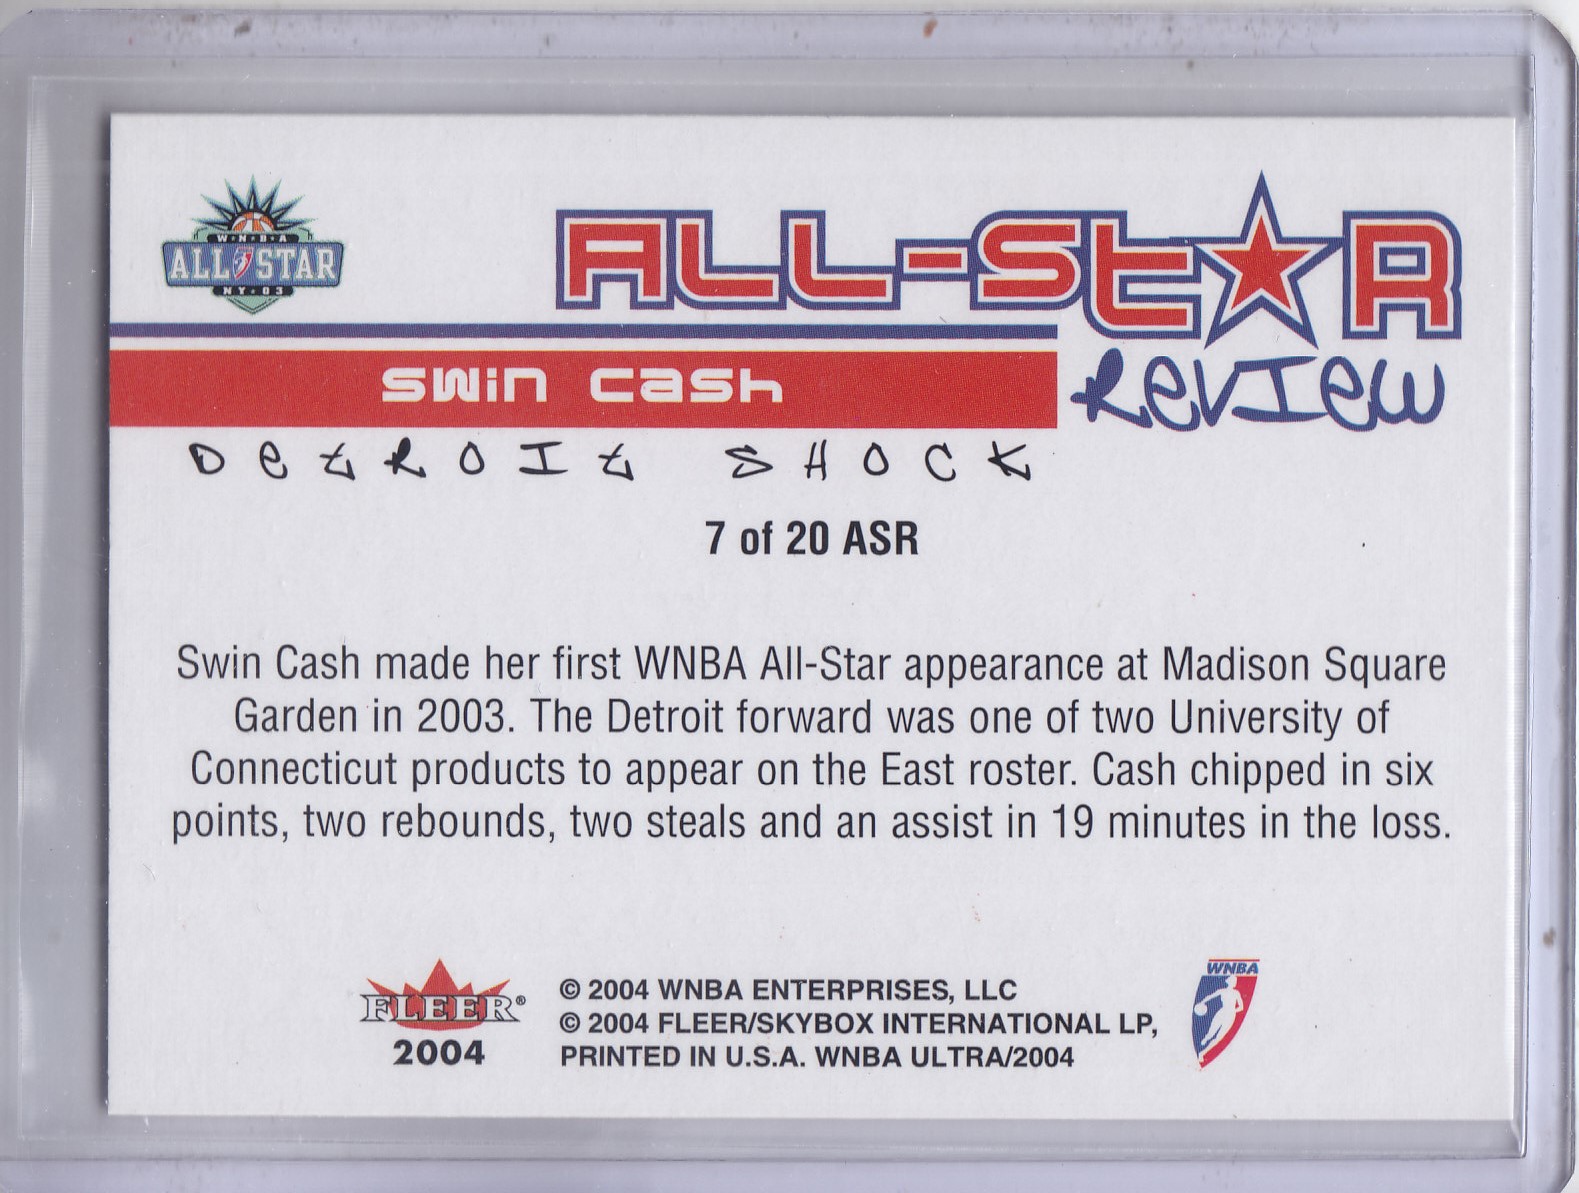 W·N·B·A
ALL STAR
NY·03
ALL-STAR
REVIEW
Swin Cash
DETROIT SHOCK
7 of 20 ASR
Swin Cash made her first WNBA All-Star appearance at Madison Square
Garden in 2003. The Detroit forward was one of two University of
Connecticut products to appear on the East roster. Cash chipped in six
points, two rebounds, two steals and an assist in 19 minutes in the loss.
FLEER®
2004
© 2004 WNBA ENTERPRISES, LLC
© 2004 FLEER/SKYBOX INTERNATIONAL LP,
PRINTED IN U.S.A. WNBA ULTRA/2004
WNBA